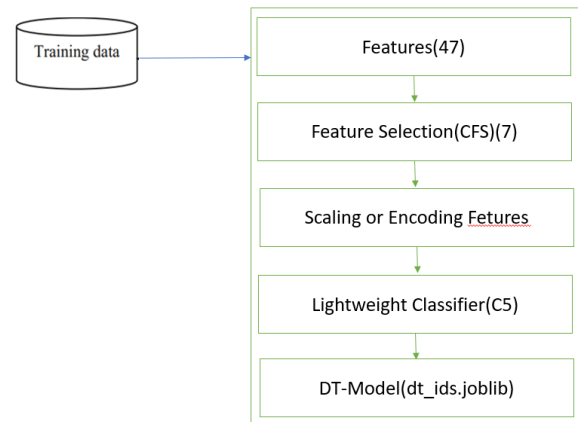 Training data
Features(47)
Feature Selection(CFS)(7)
Scaling or Encoding Fetures
Lightweight Classifier(C5)
DT-Model(dt_ids.joblib)